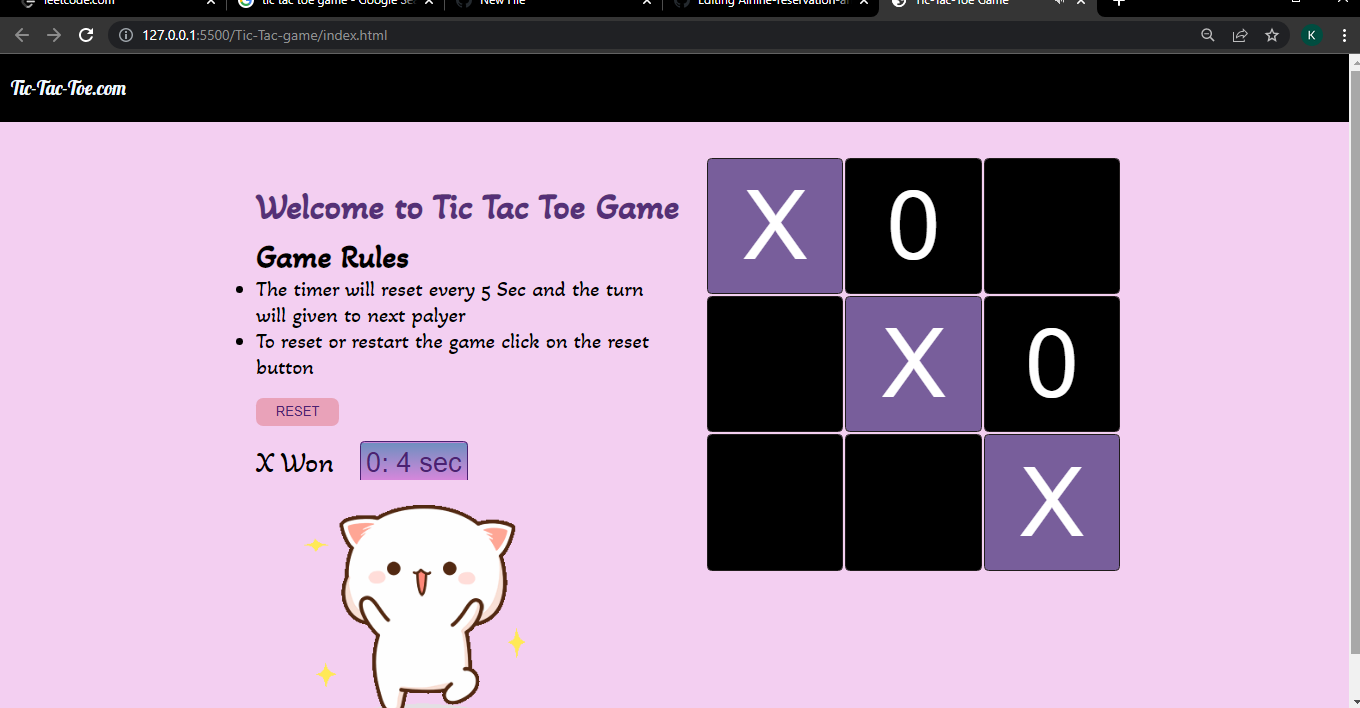 leetcode.com
tic tac toe game - Google Se
New File
Editing Airline-reservation-a
Tic-Tac-Toe Game
127.0.0.1:5500/Tic-Tac-game/index.html
K
Tic-Tac-Toe.com
Welcome to Tic Tac Toe Game
Game Rules
The timer will reset every 5 Sec and the turn
will given to next palyer
To reset or restart the game click on the reset
button
RESET
X Won 0: 4 sec
X 0
X 0
X